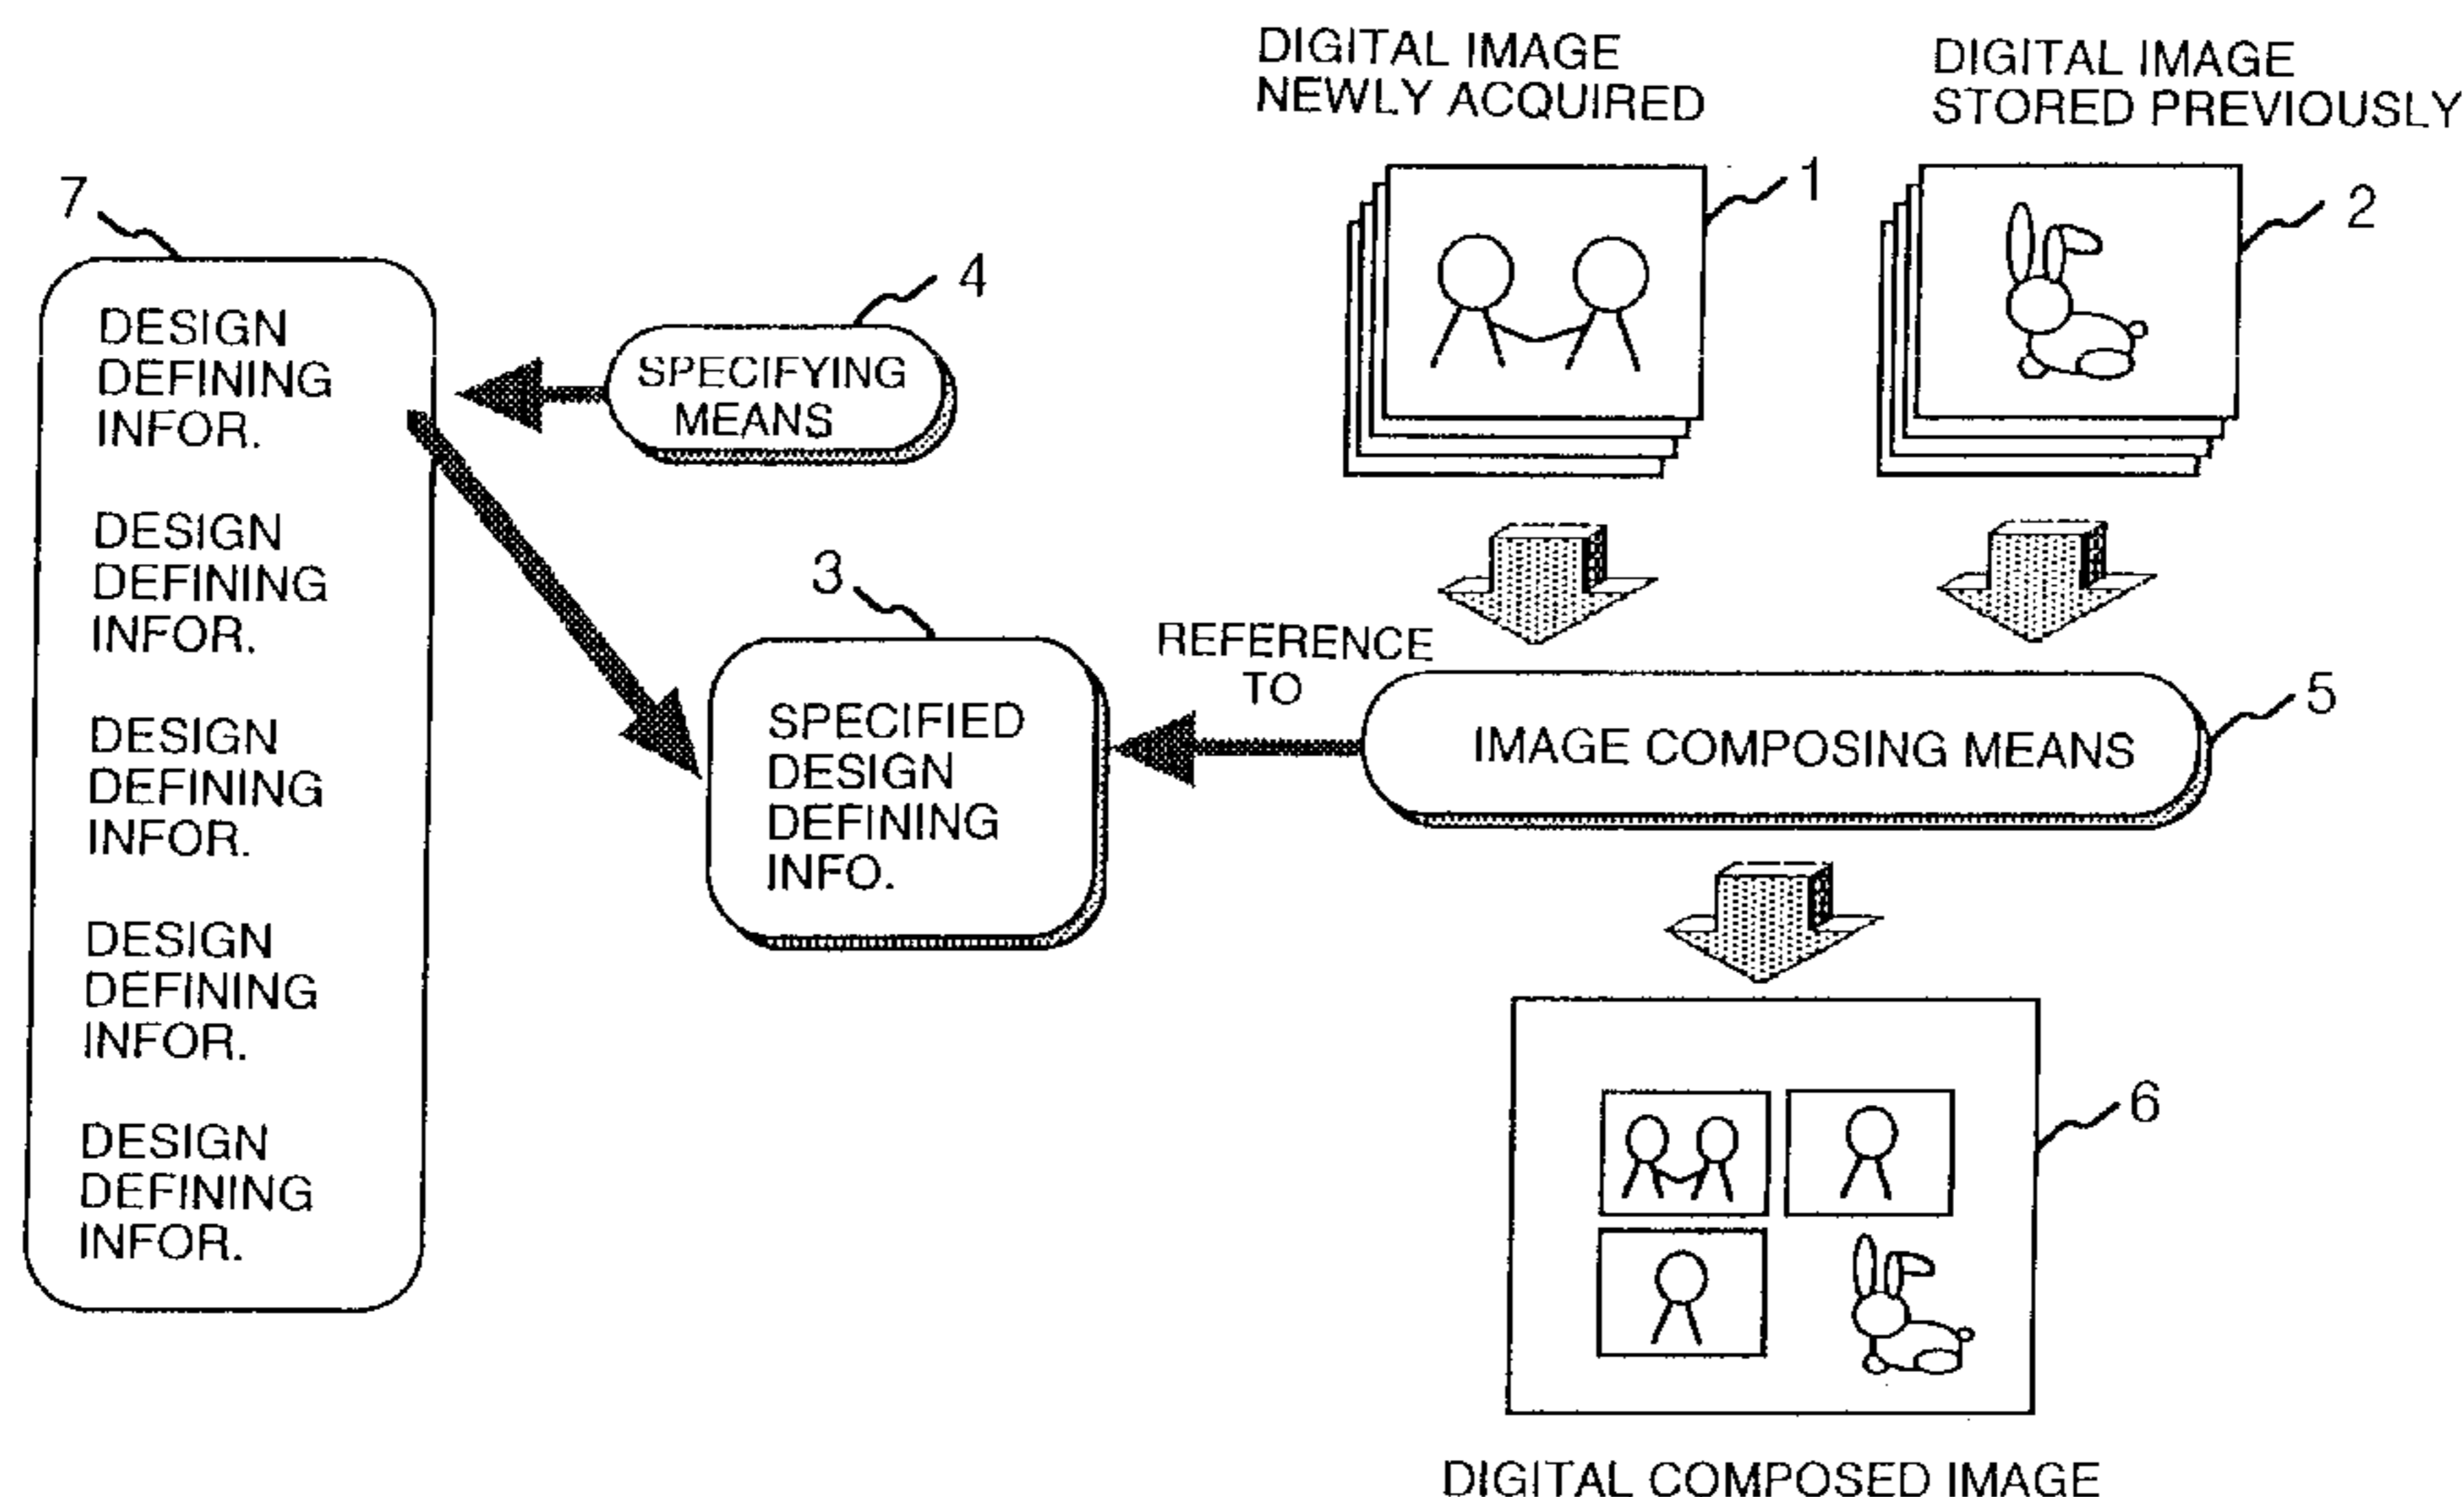 DIGITAL IMAGE
NEWLY ACQUIRED
DIGITAL IMAGE
STORED PREVIOUSLY
1
2
7
DESIGN
DEFINING
INFOR.
DESIGN
DEFINING
INFOR.
DESIGN
DEFINING
INFOR.
DESIGN
DEFINING
INFOR.
DESIGN
DEFINING
INFOR.
4
SPECIFYING
MEANS
3
SPECIFIED
DESIGN
DEFINING
INFO.
REFERENCE
TO
IMAGE COMPOSING MEANS
5
6
DIGITAL COMPOSED IMAGE